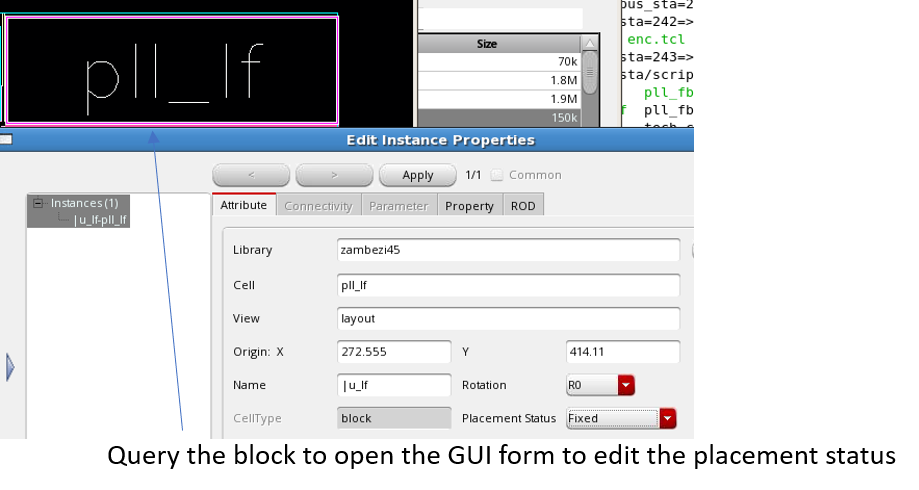 pll_lf
Size
70k
1.8M
1.9M
150k
sta=242=>
enc.tcl
sta=243=>
sta/scrip
pll_fb
pll_fb
Edit Instance Properties
< > Apply 1/1 Common
Instances (1)
|u_lf-pll_lf
Attribute Connectivity Parameter Property ROD
Library zambezi45
Cell pll_lf
View layout
Origin: X 272.555 Y 414.11
Name |u_lf Rotation R0
CellType block Placement Status Fixed
Query the block to open the GUI form to edit the placement status